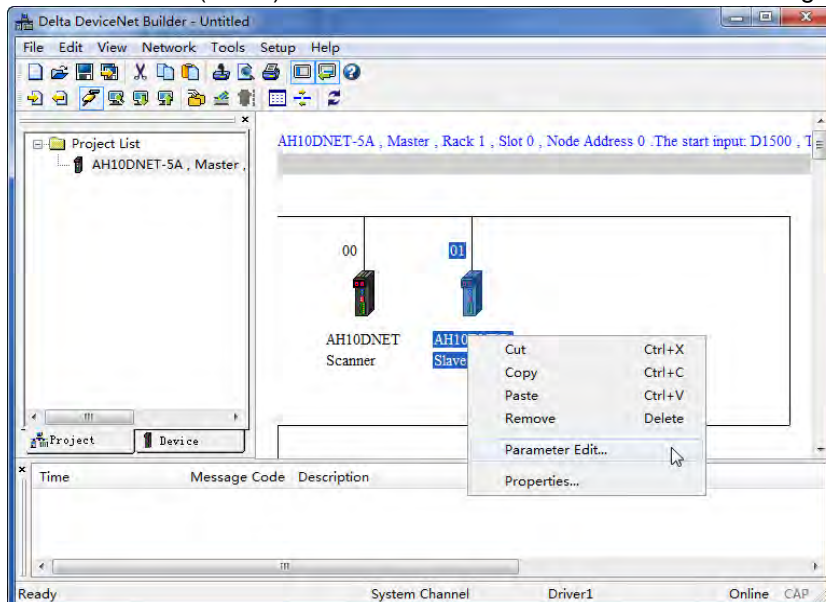 Delta DeviceNet Builder - Untitled
File Edit View Network Tools Setup Help
Project List
AH10DNET-5A , Master ,
Project
Device
AH10DNET-5A , Master , Rack 1 , Slot 0 , Node Address 0 .The start input: D1500 ,
00
01
AH10DNET
Scanner
Slave
Cut Ctrl+X
Copy Ctrl+C
Paste Ctrl+V
Remove Delete
Parameter Edit...
Properties...
Time Message Code Description
Ready System Channel Driver1 Online CAP